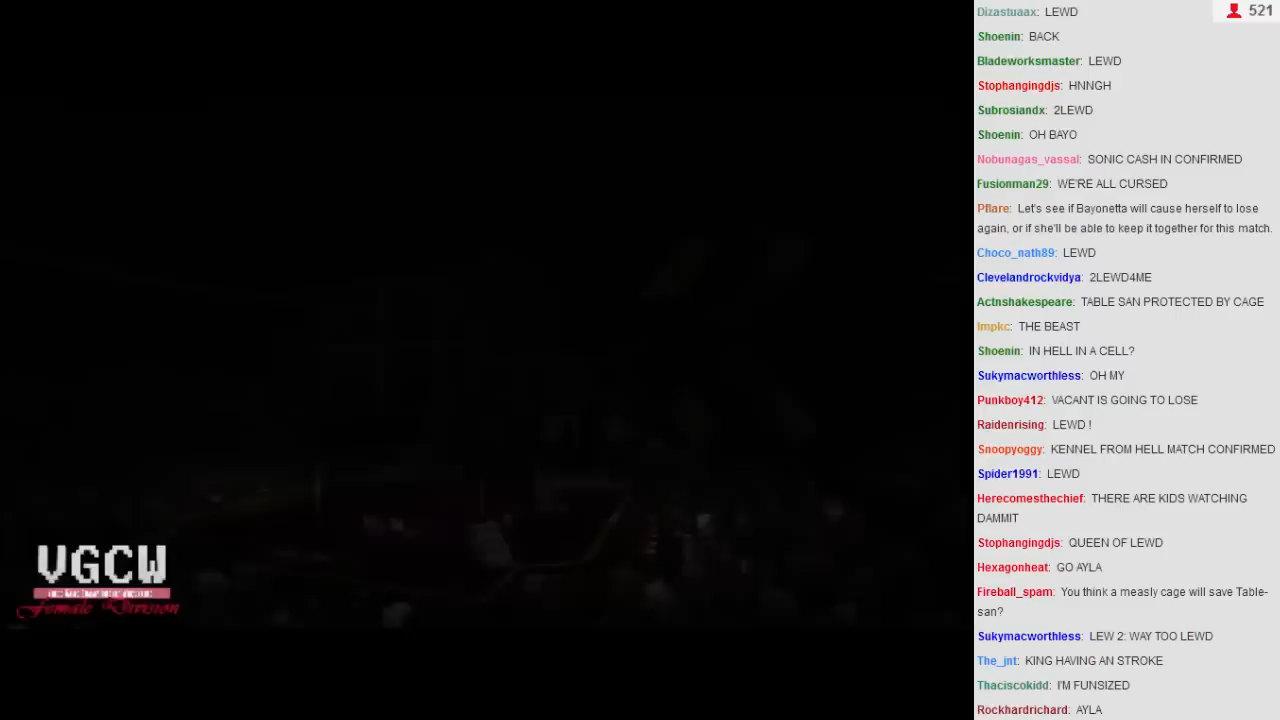 Dizastuaax: LEWD
521
Shoenin: BACK
Bladeworksmaster: LEWD
Stophangingdjs: HNNGH
Subrosiandx: 2LEWD
Shoenin: OH BAYO
Nobunagas_vassal: SONIC CASH IN CONFIRMED
Fusionman29: WE'RE ALL CURSED
Pflare: Let's see if Bayonetta will cause herself to lose
again, or if she'll be able to keep it together for this match.
Choco_nath89: LEWD
Clevelandrockvidya: 2LEWD4ME
Actnshakespeare: TABLE SAN PROTECTED BY CAGE
Impkc: THE BEAST
Shoenin: IN HELL IN A CELL?
Sukymacworthless: OH MY
Punkboy412: VACANT IS GOING TO LOSE
Raidenrising: LEWD !
Snoopyoggy: KENNEL FROM HELL MATCH CONFIRMED
Spider1991: LEWD
Herecomesthechief: THERE ARE KIDS WATCHING
DAMMIT
Stophangingdjs: QUEEN OF LEWD
Hexagonheat: GO AYLA
Fireball_spam: You think a measly cage will save Table-
san?
Sukymacworthless: LEW 2: WAY TOO LEWD
The_jnt: KING HAVING AN STROKE
Thaciscokidd: I'M FUNSIZED
Rockhardrichard: AYLA
VGCW
Female Division